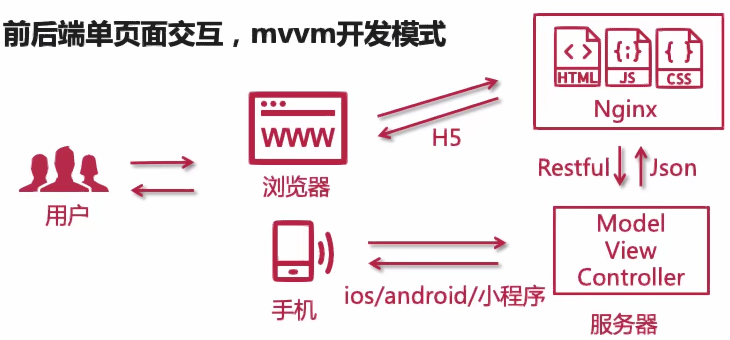 前后端单页面交互，mvvm开发模式
HTML
{;}
JS
{ }
CSS
Nginx
WWW
H5
浏览器
用户
Restful
Json
Model
View
Controller
手机
ios/android/小程序
服务器